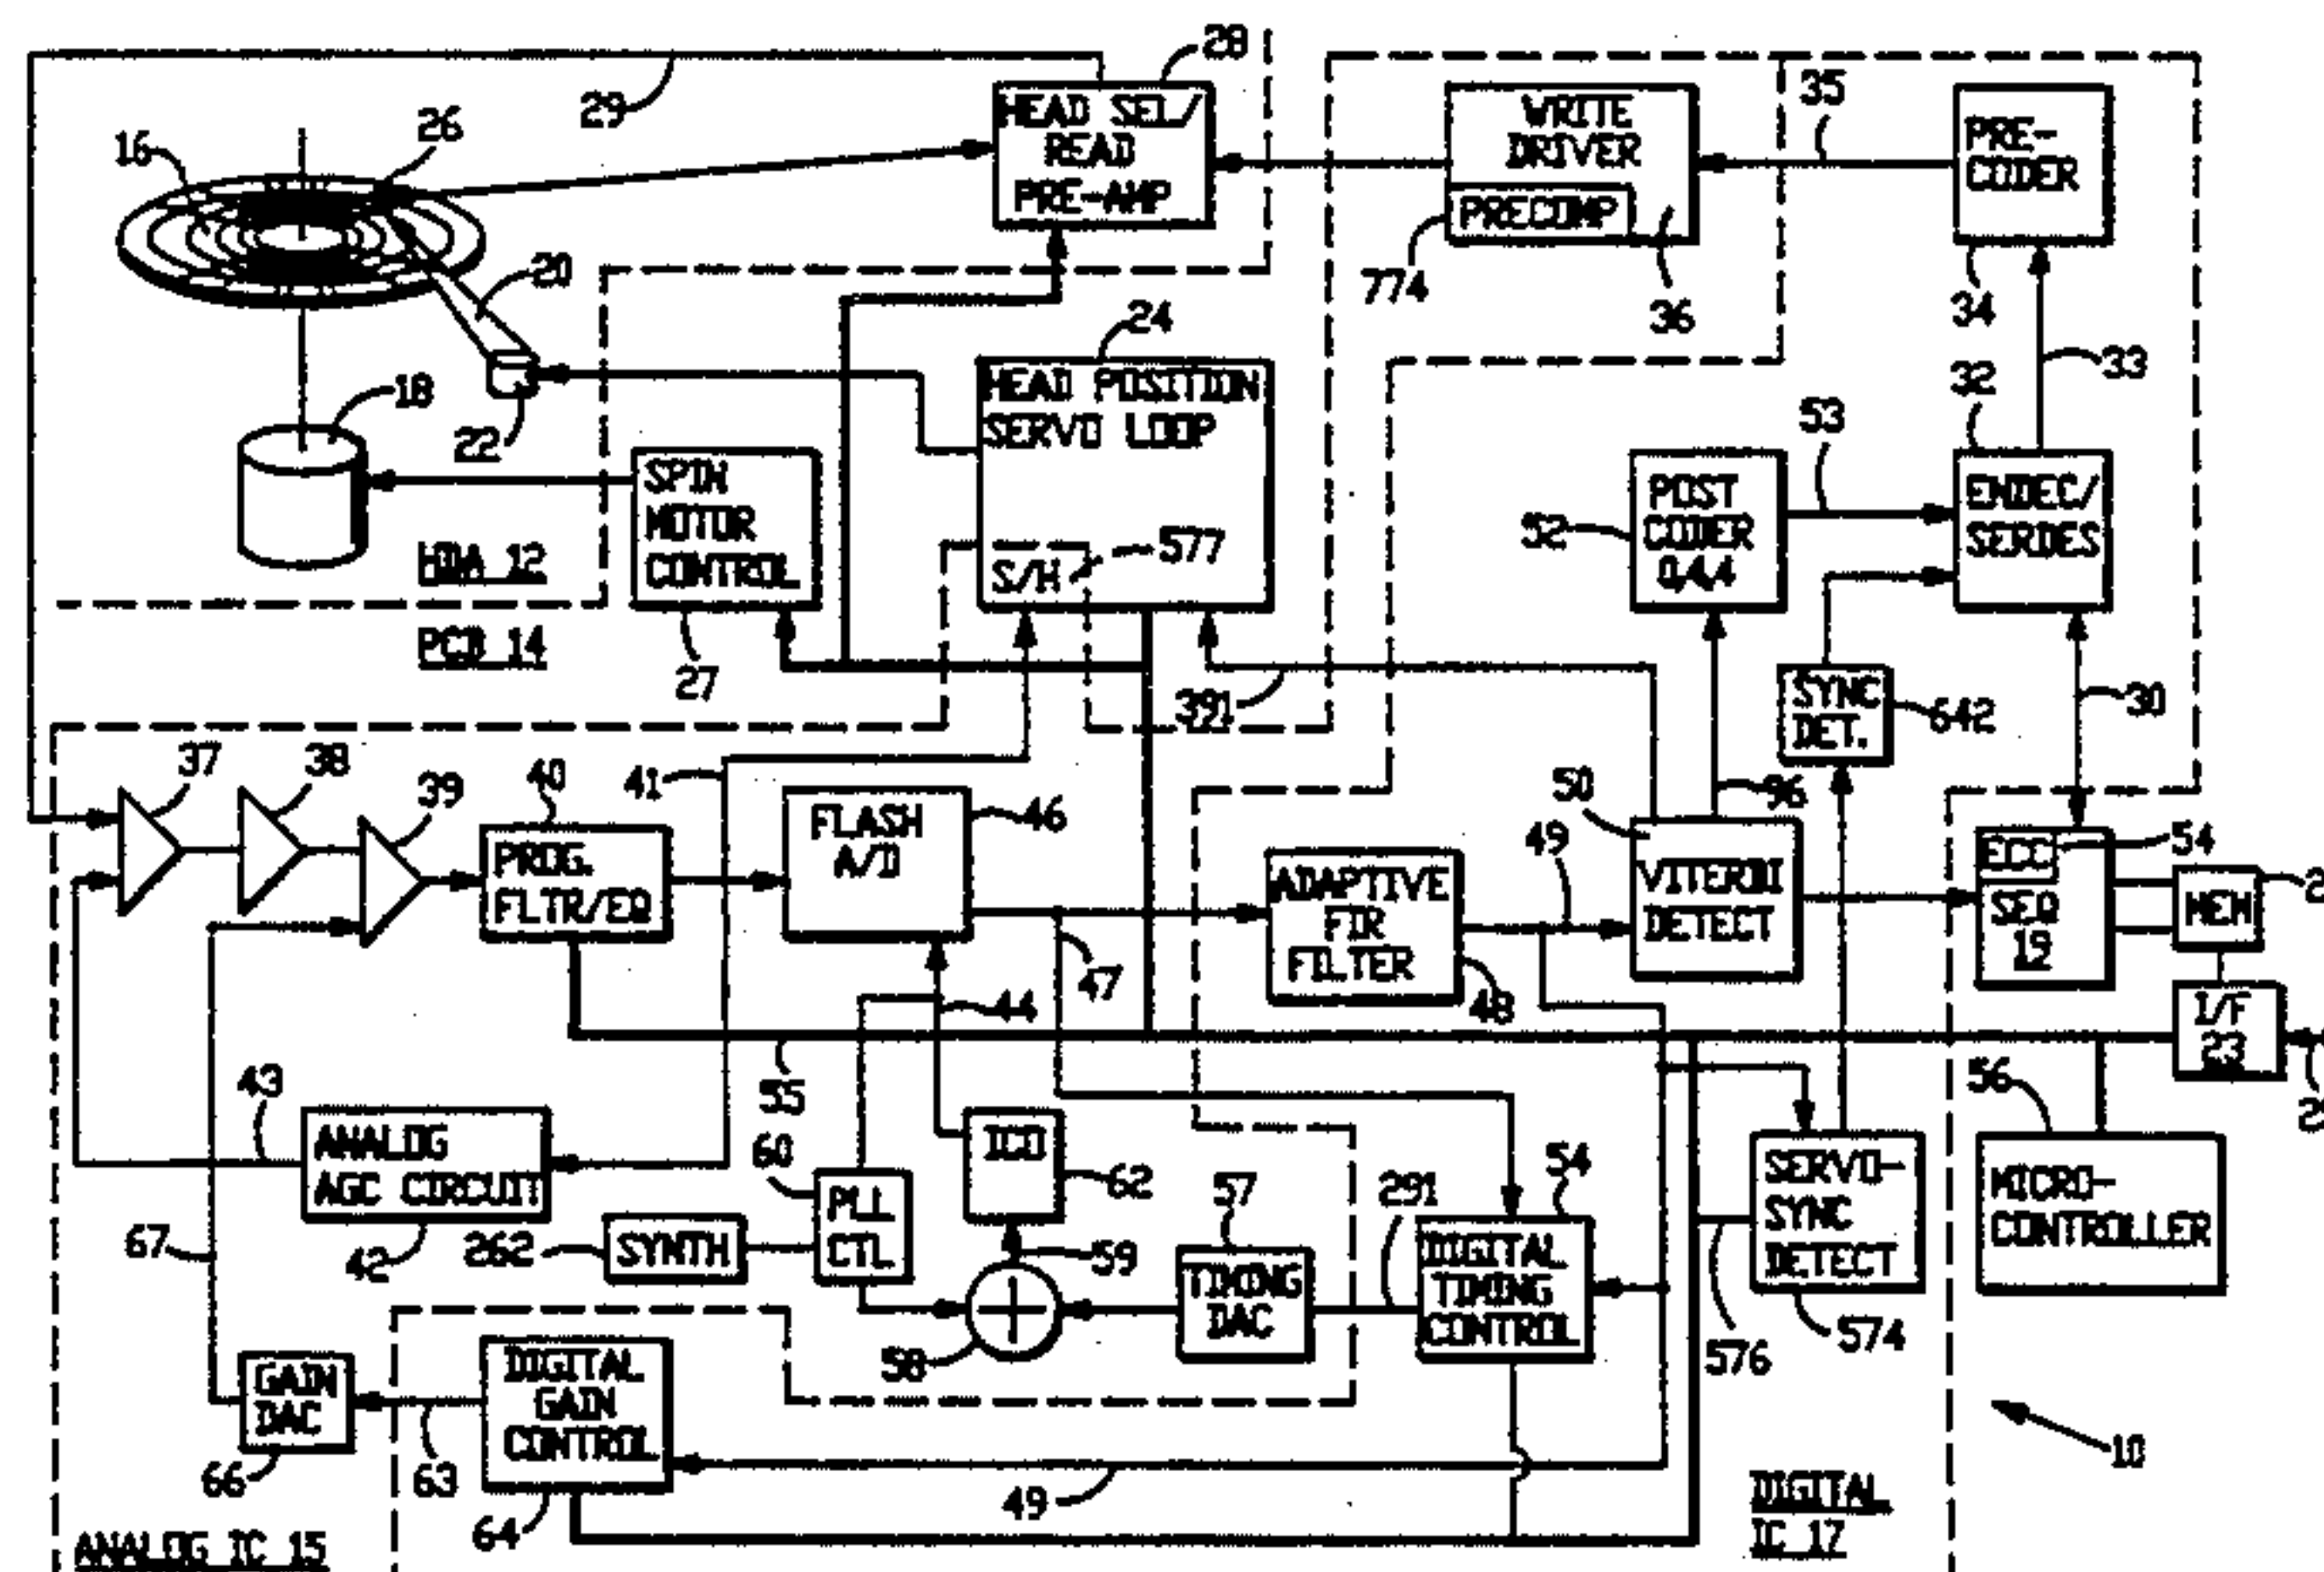 28
29
35
26
16
HEAD SEL/
READ
PRE-AMP
WRITE
DRIVER
PRECOMP
PRE-
CODER
20
774
36
34
24
33
32
HEAD POSITION
SERVO LOOP
18
22
53
SPIN
MOTOR
CONTROL
POST
CODER
52
ENDEC/
SERDES
HDA 12
S/H
577
PCB 14
27
391
SYNC
DET.
642
30
37
38
39
40
41
FLASH
A/D
46
50
96
49
54
PROG.
FLTR/EQ
ADAPTIVE
FIR
FILTER
VITERBI
DETECT
ECC
SEQ
19
MEM
47
48
44
I/F
23
43
55
56
ANALOG
AGC CIRCUIT
60
ICO
62
54
57
291
SERVO-
SYNC
DETECT
MICRO-
CONTROLLER
67
42
262
SYNTH
PLL
CTL
59
TIMING
DAC
DIGITAL
TIMING
CONTROL
58
576
574
GAIN
DAC
DIGITAL
GAIN
CONTROL
66
63
64
49
10
DIGITAL
IC 17
ANALOG IC 15